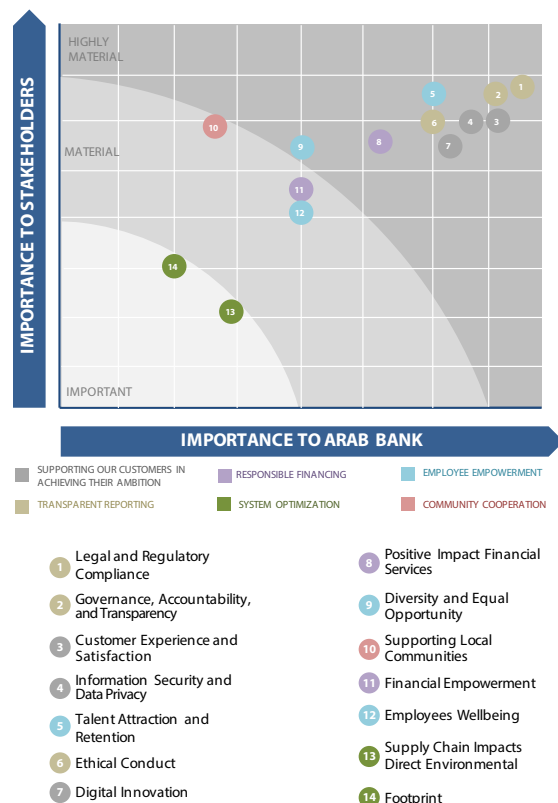 IMPORTANCE TO STAKEHOLDERS
HIGHLY
MATERIAL
MATERIAL
IMPORTANT
1
2
5
3
4
6
7
8
10
9
11
12
14
13
IMPORTANCE TO ARAB BANK
SUPPORTING OUR CUSTOMERS IN
ACHIEVING THEIR AMBITION
RESPONSIBLE FINANCING
EMPLOYEE EMPOWERMENT
TRANSPARENT REPORTING
SYSTEM OPTIMIZATION
COMMUNITY COOPERATION
1 Legal and Regulatory
Compliance
2 Governance, Accountability,
and Transparency
3 Customer Experience and
Satisfaction
4 Information Security and
Data Privacy
5 Talent Attraction and
Retention
6 Ethical Conduct
7 Digital Innovation
8 Positive Impact Financial
Services
9 Diversity and Equal
Opportunity
10 Supporting Local
Communities
11 Financial Empowerment
12 Employees Wellbeing
13 Supply Chain Impacts
Direct Environmental
14 Footprint